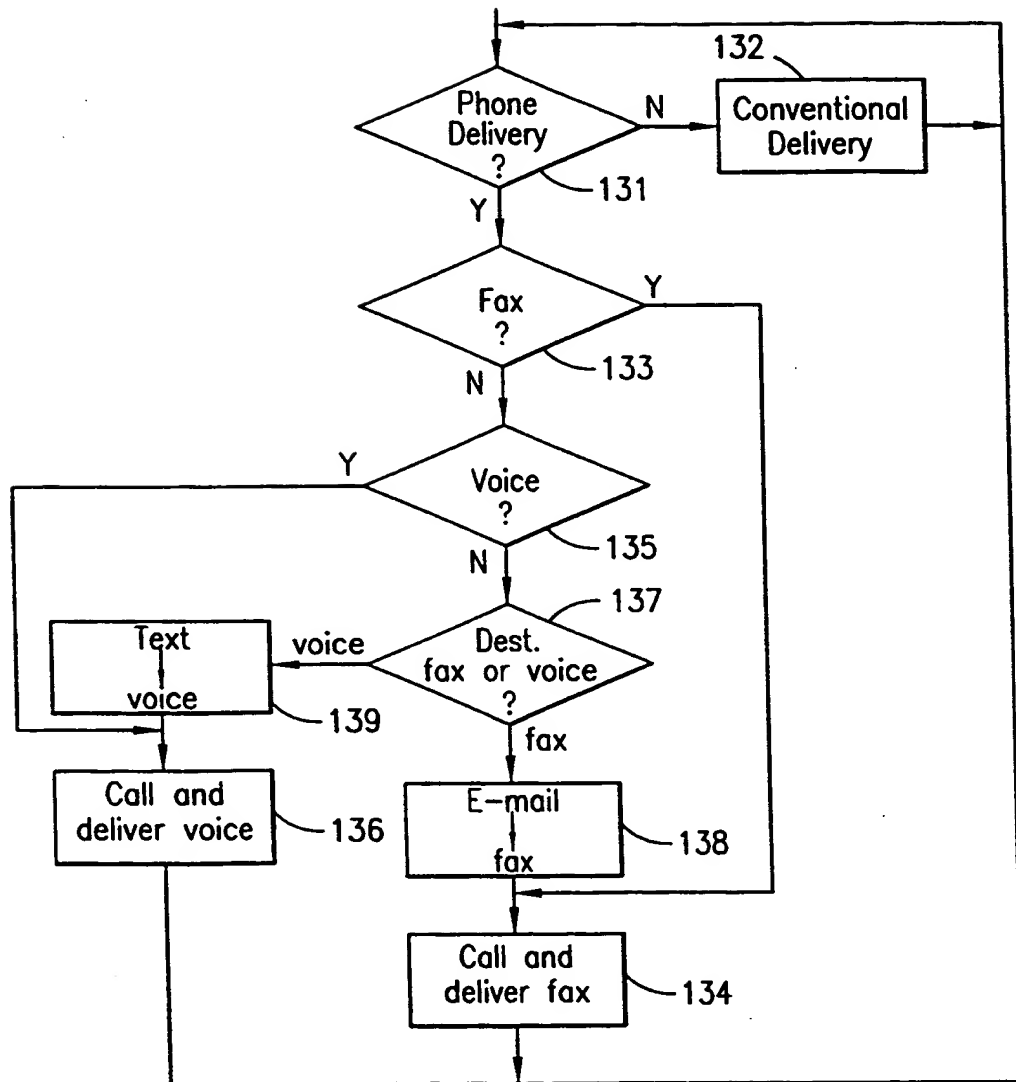 132
Phone
Delivery
?
N
Conventional
Delivery
131
Y
Fax
?
Y
133
N
Y
Voice
?
135
N
137
Text
voice
voice
Dest.
fax or voice
?
139
fax
Call and
deliver voice
136
E-mail
fax
138
Call and
deliver fax
134